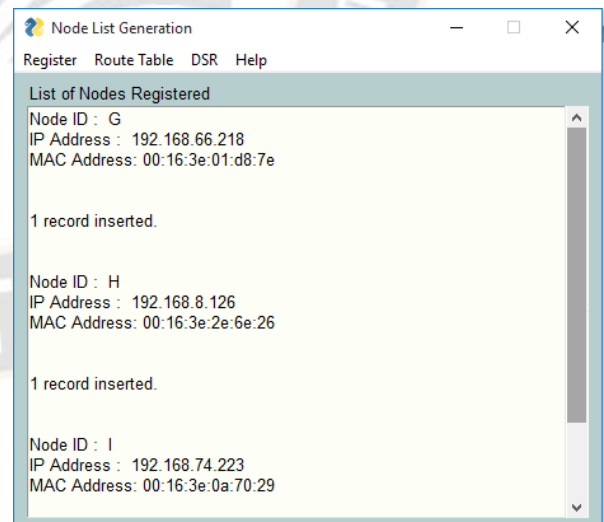 Node List Generation
Register Route Table DSR Help
List of Nodes Registered
Node ID : G
IP Address : 192.168.66.218
MAC Address: 00:16:3e:01:d8:7e
1 record inserted.
Node ID : H
IP Address : 192.168.8.126
MAC Address: 00:16:3e:2e:6e:26
1 record inserted.
Node ID : I
IP Address : 192.168.74.223
MAC Address: 00:16:3e:0a:70:29